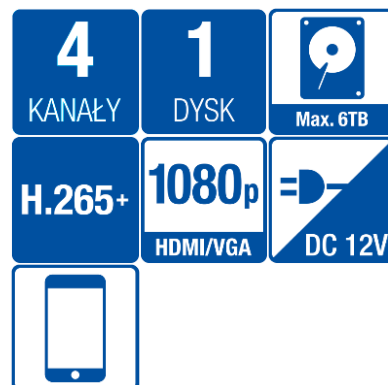 4
KANAŁY
1
DYSK
Max. 6TB
H.265+
1080p
HDMI/VGA
DC 12V